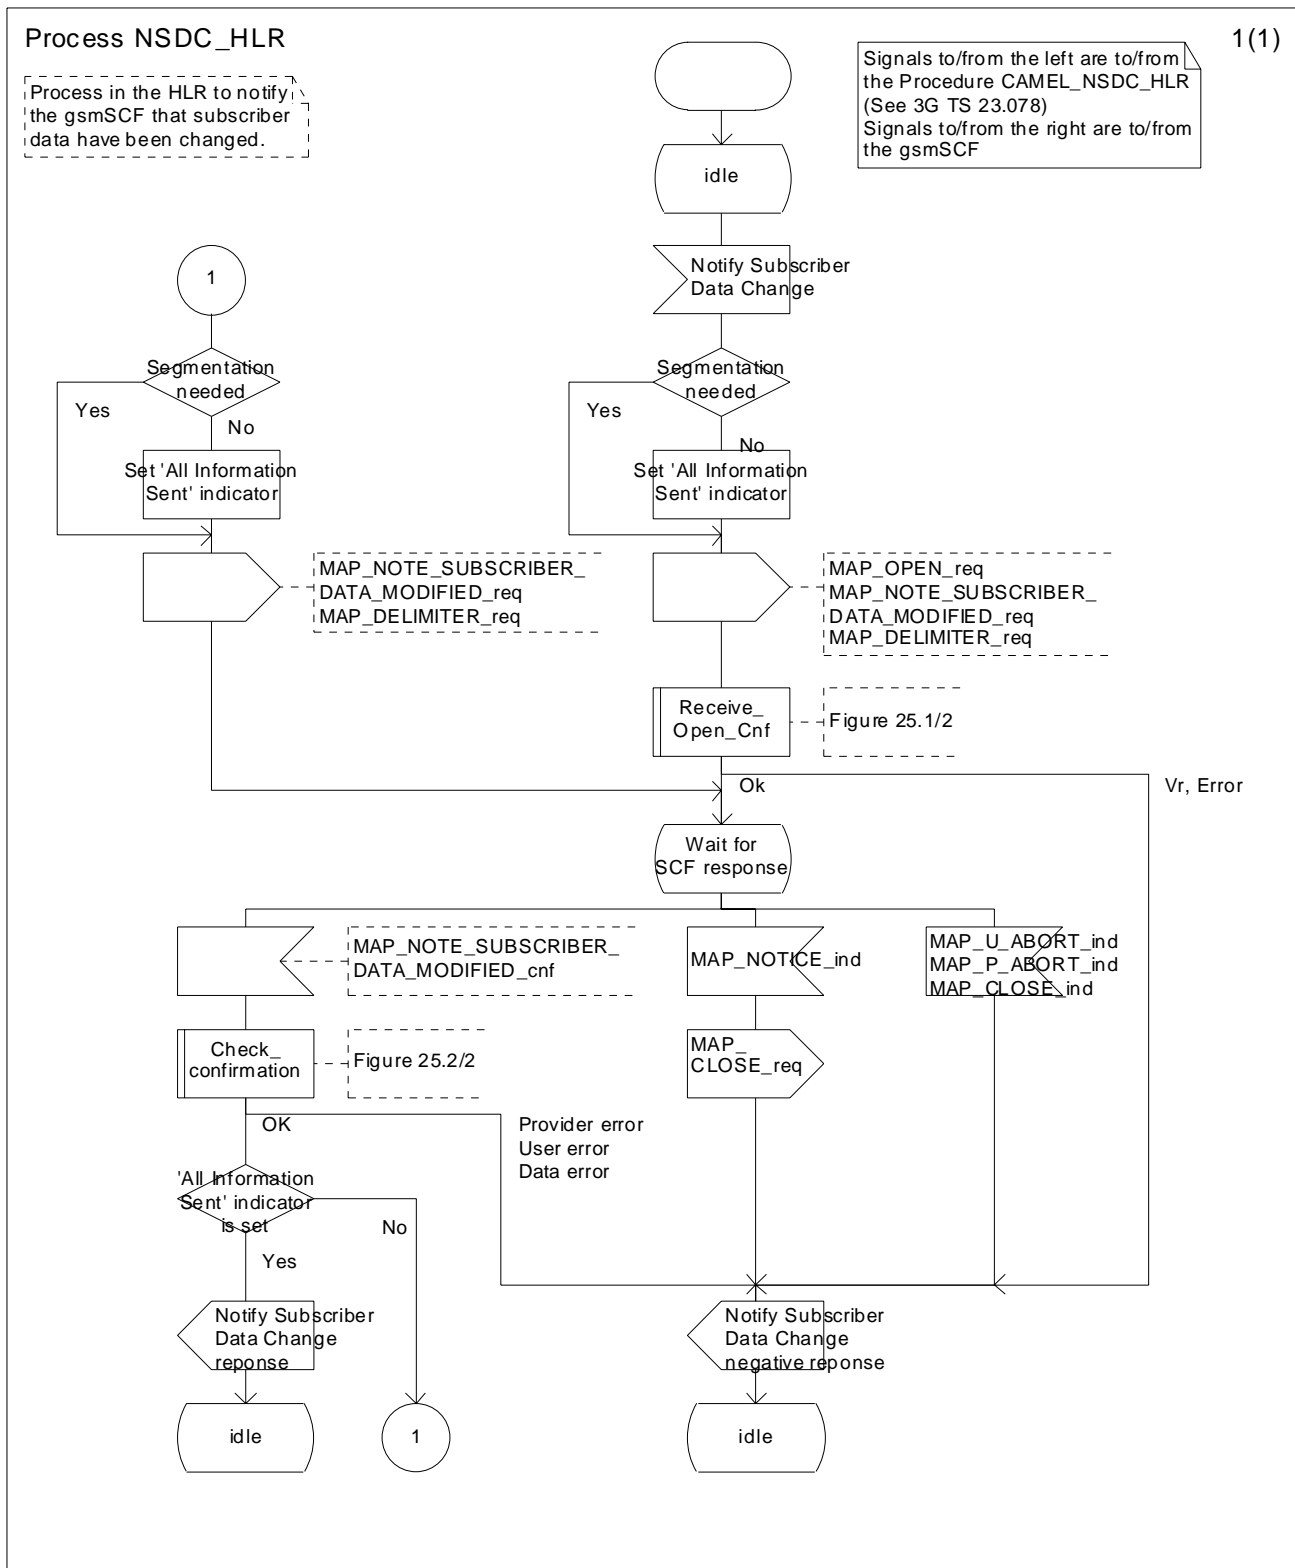 Process NSDC_HLR
1(1)
Process in the HLR to notify
the gsmSCF that subscriber
data have been changed.
Signals to/from the left are to/from
the Procedure CAMEL_NSDC_HLR
(See 3G TS 23.078)
Signals to/from the right are to/from
the gsmSCF
idle
Notify Subscriber
Data Change
1
Segmentation
needed
Yes
No
Set 'All Information
Sent' indicator
Segmentation
needed
Yes
No
Set 'All Information
Sent' indicator
MAP_NOTE_SUBSCRIBER_
DATA_MODIFIED_req
MAP_DELIMITER_req
MAP_OPEN_req
MAP_NOTE_SUBSCRIBER_
DATA_MODIFIED_req
MAP_DELIMITER_req
Receive_
Open_Cnf
Figure 25.1/2
Ok
Vr, Error
Wait for
SCF response
MAP_NOTE_SUBSCRIBER_
DATA_MODIFIED_cnf
MAP_NOTICE_ind
MAP_U_ABORT_ind
MAP_P_ABORT_ind
MAP_CLOSE_ind
Check_
confirmation
Figure 25.2/2
MAP_
CLOSE_req
OK
Provider error
User error
Data error
'All Information
Sent' indicator
is set
No
Yes
Notify Subscriber
Data Change
reponse
Notify Subscriber
Data Change
negative reponse
idle
1
idle